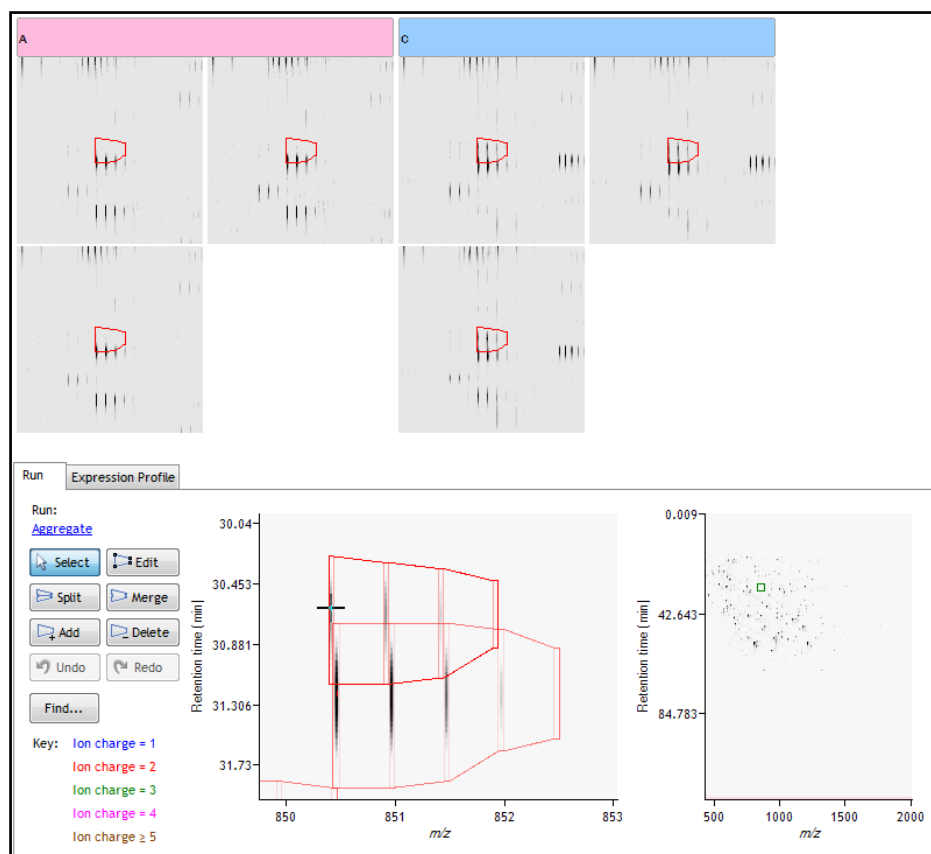 A
C
Run
Expression Profile
Run:
Aggregate
Select
Edit
Split
Merge
Add
Delete
Undo
Redo
Find...
Key:
Ion charge = 1
Ion charge = 2
Ion charge = 3
Ion charge = 4
Ion charge ≥ 5
Retention time (min)
30.04
30.453
30.881
31.306
31.73
850
851
852
853
m/z
Retention time (min)
0.009
42.643
84.783
500
1000
1500
2000
m/z